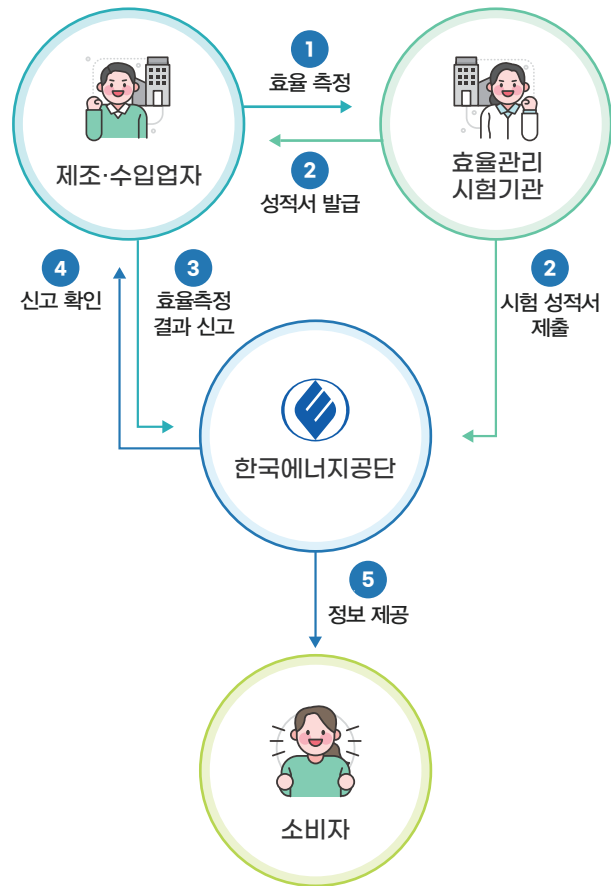 1
효율 측정
제조·수입업자
효율관리
시험기관
2
성적서 발급
4
신고 확인
3
효율측정
결과 신고
2
시험 성적서
제출
한국에너지공단
5
정보 제공
소비자